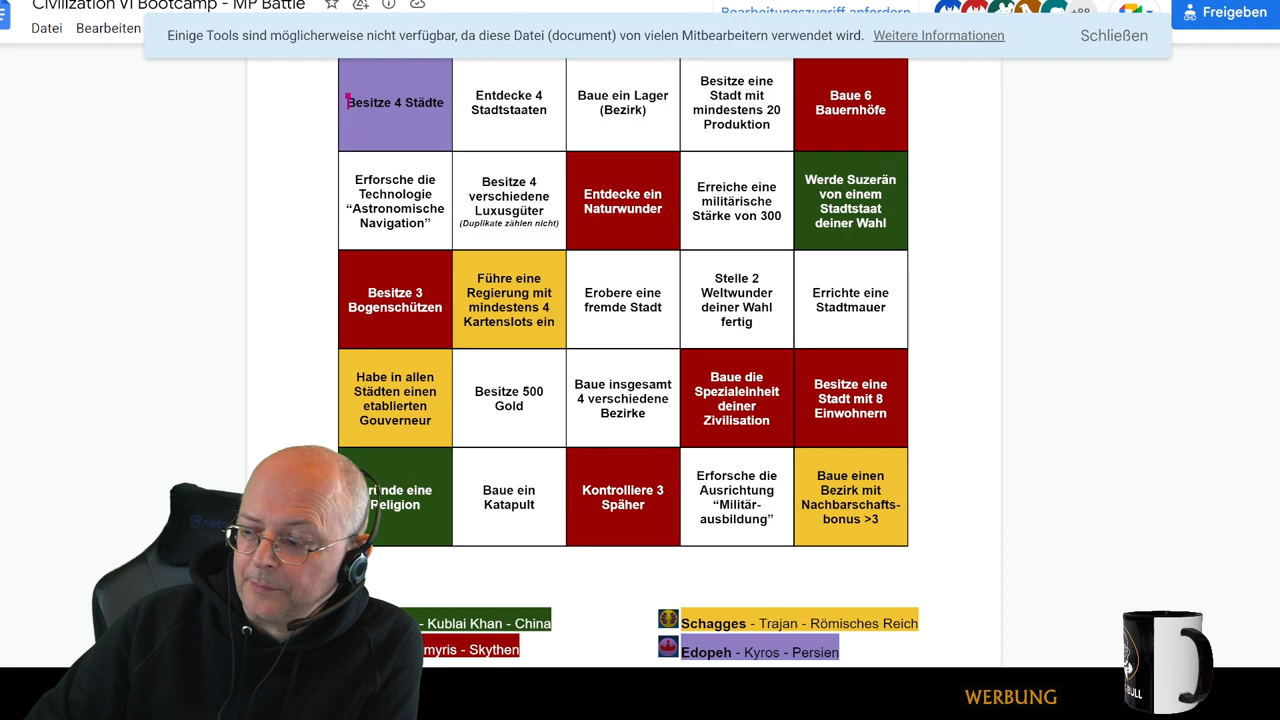 Civilization VI Bootcamp - MP Battle
Bearbeitungszugriff anfordern
+88
Freigeben
Datei Bearbeiten
Einige Tools sind möglicherweise nicht verfügbar, da diese Datei (document) von vielen Mitbearbeitern verwendet wird. Weitere Informationen Schließen
Besitze 4 Städte
Entdecke 4
Stadtstaaten
Baue ein Lager
(Bezirk)
Besitze eine
Stadt mit
mindestens 20
Produktion
Baue 6
Bauernhöfe
Erforsche die
Technologie
“Astronomische
Navigation”
Besitze 4
verschiedene
Luxusgüter
(Duplikate zählen nicht)
Entdecke ein
Naturwunder
Erreiche eine
militärische
Stärke von 300
Werde Suzerän
von einem
Stadtstaat
deiner Wahl
Besitze 3
Bogenschützen
Führe eine
Regierung mit
mindestens 4
Kartenslots ein
Erobere eine
fremde Stadt
Stelle 2
Weltwunder
deiner Wahl
fertig
Errichte eine
Stadtmauer
Habe in allen
Städten einen
etablierten
Gouverneur
Besitze 500
Gold
Baue insgesamt
4 verschiedene
Bezirke
Baue die
Spezialeinheit
deiner
Zivilisation
Besitze eine
Stadt mit 8
Einwohnern
eine
Religion
Baue ein
Katapult
Kontrolliere 3
Späher
Erforsche die
Ausrichtung
“Militär-
ausbildung”
Baue einen
Bezirk mit
Nachbarschafts-
bonus >3
- Kublai Khan - China
myris - Skythen
Schagges - Trajan - Römisches Reich
Edopeh - Kyros - Persien
WERBUNG
BULL